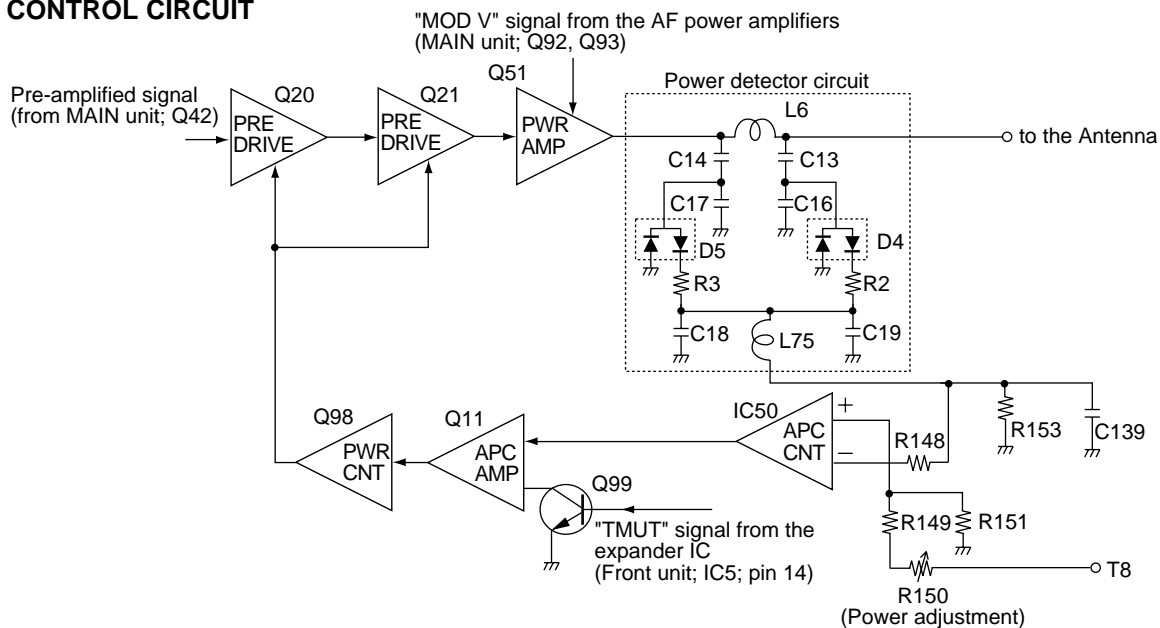 CONTROL CIRCUIT
"MOD V" signal from the AF power amplifiers
(MAIN unit; Q92, Q93)
Pre-amplified signal
(from MAIN unit; Q42)
Q20
PRE
DRIVE
Q21
PRE
DRIVE
Q51
PWR
AMP
Power detector circuit
L6
C14
C13
C17
C16
D5
D4
R3
R2
C18
L75
C19
to the Antenna
Q98
PWR
CNT
Q11
APC
AMP
IC50
APC
CNT
+
−
R148
R153
C139
Q99
"TMUT" signal from the
expander IC
(Front unit; IC5; pin 14)
R149
R151
R150
(Power adjustment)
T8